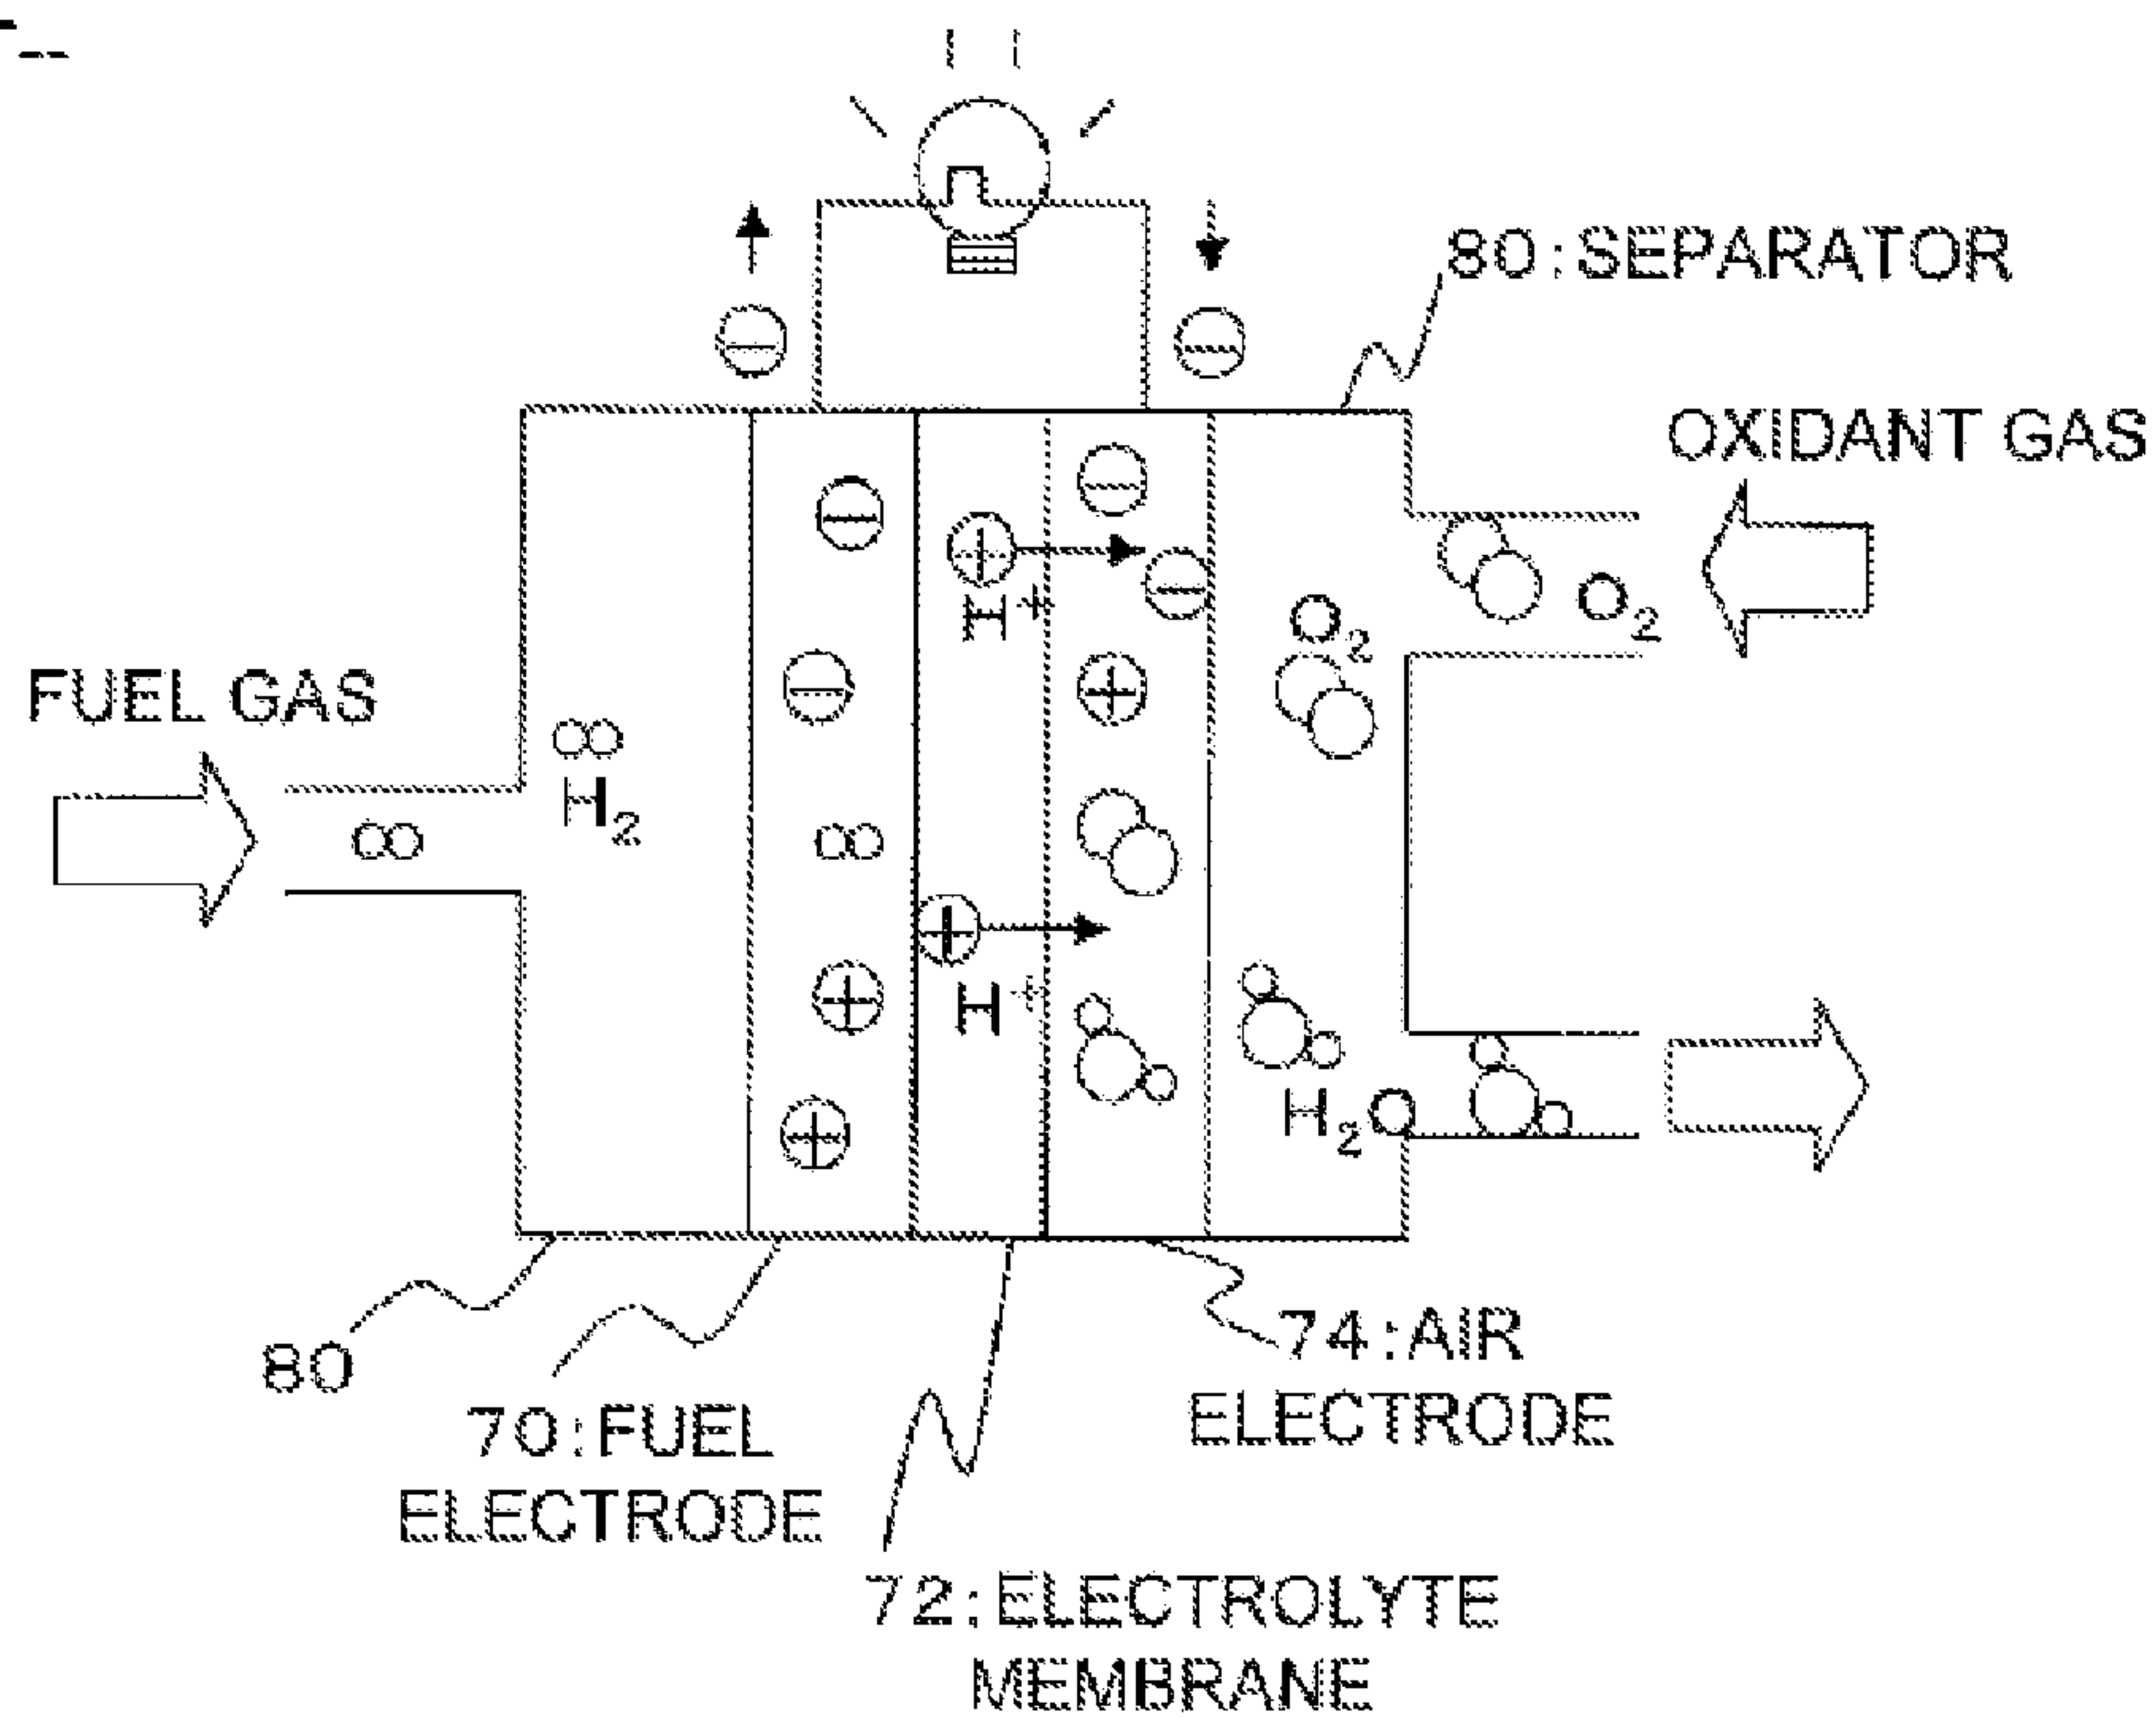 80:SEPARATOR
OXIDANT GAS
H+
O2
O2
FUEL GAS
H2
H+
H2O
80
74:AIR
ELECTRODE
70:FUEL
ELECTRODE
72:ELECTROLYTE
MEMBRANE